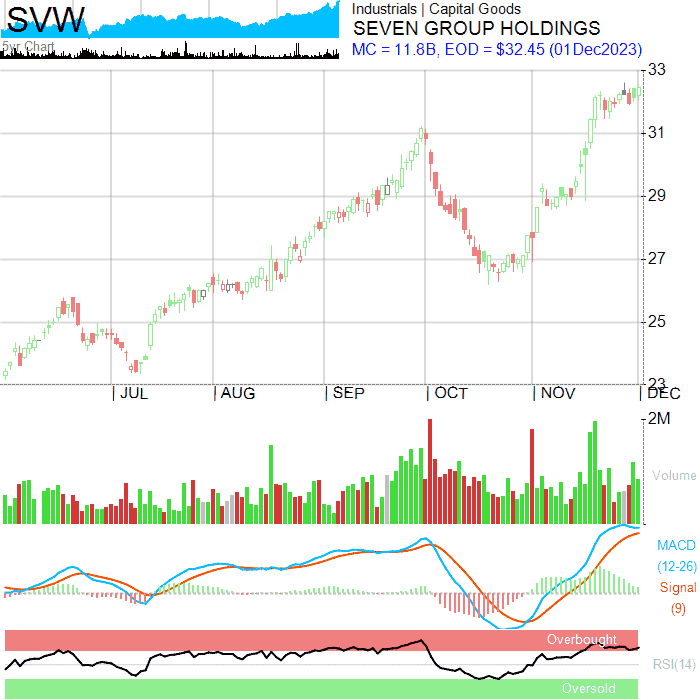 SVW
5yr Chart
Industrials | Capital Goods
SEVEN GROUP HOLDINGS
MC = 11.8B, EOD = $32.45 (01Dec2023)
33
31
29
27
25
23
JUL AUG SEP OCT NOV DEC
2M
Volume
MACD
(12-26)
Signal
(9)
Overbought
RSI(14)
Oversold